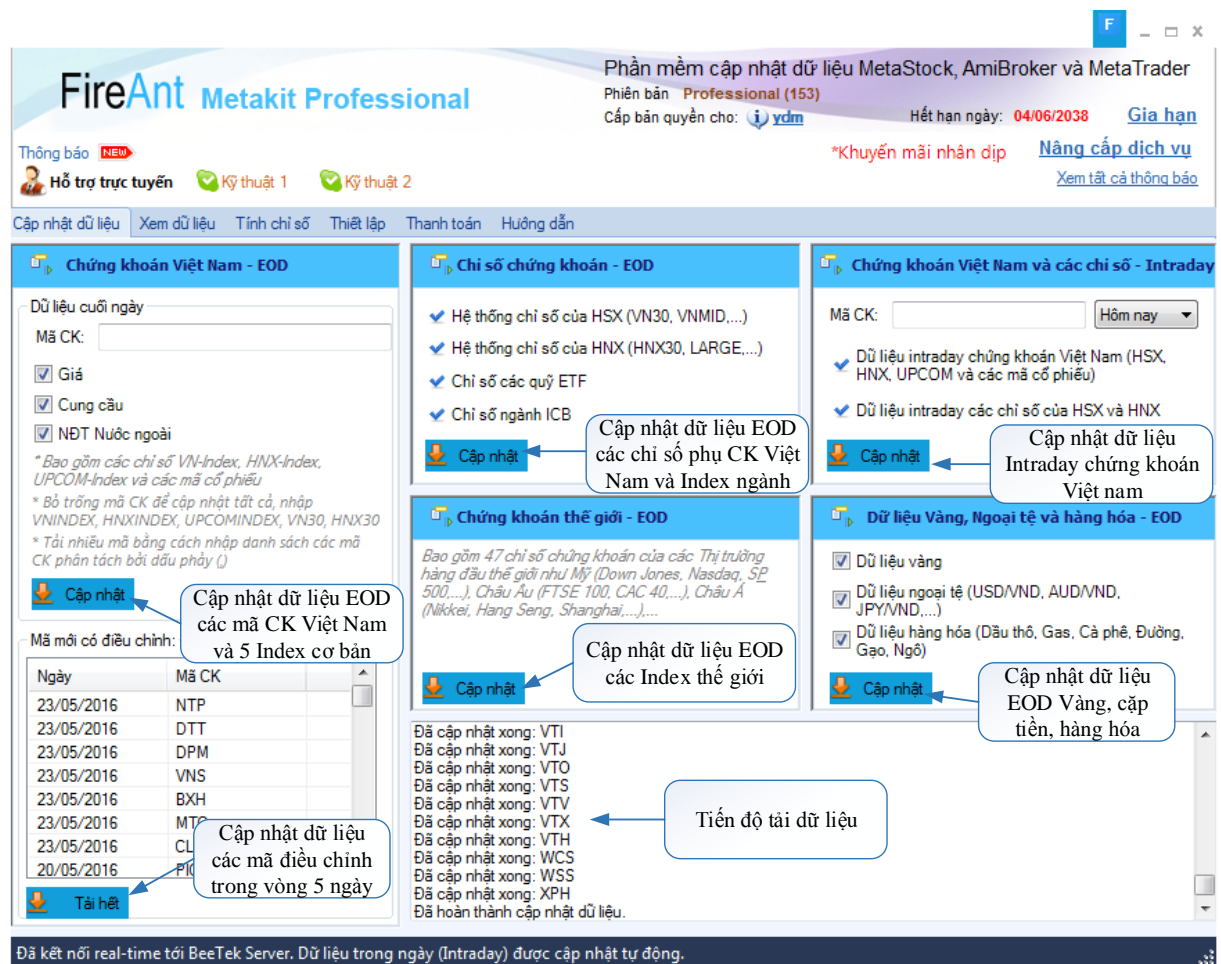 F
FireAnt Metakit Professional
Phần mềm cập nhật dữ liệu MetaStock, AmiBroker và MetaTrader
Phiên bản Professional (153)
Cấp bản quyền cho: ydm Hết hạn ngày: 04/06/2038 Gia hạn
Thông báo NEW
*Khuyến mãi nhân dịp Nâng cấp dịch vụ
Hỗ trợ trực tuyến Kỹ thuật 1 Kỹ thuật 2
Xem tất cả thông báo
Cập nhật dữ liệu Xem dữ liệu Tính chỉ số Thiết lập Thanh toán Hướng dẫn
Chứng khoán Việt Nam - EOD
Dữ liệu cuối ngày
Mã CK:
Giá
Cung cầu
NĐT Nước ngoài
* Bao gồm các chỉ số VN-Index, HNX-Index,
UPCOM-Index và các mã cổ phiếu
* Bỏ trống mã CK để cập nhật tất cả, nhập
VNINDEX, HNXINDEX, UPCOMINDEX, VN30, HNX30
* Tải nhiều mã bằng cách nhập danh sách các mã
CK phân tách bởi dấu phẩy (,)
Cập nhật
Cập nhật dữ liệu EOD
các mã CK Việt Nam
và 5 Index cơ bản
Mã mới có điều chỉnh:
Ngày Mã CK
23/05/2016 NTP
23/05/2016 DTT
23/05/2016 DPM
23/05/2016 VNS
23/05/2016 BXH
23/05/2016
23/05/2016
20/05/2016
Cập nhật dữ liệu
các mã điều chỉnh
trong vòng 5 ngày
Tải hết
Chỉ số chứng khoán - EOD
Hệ thống chỉ số của HSX (VN30, VNMID,...)
Hệ thống chỉ số của HNX (HNX30, LARGE,...)
Chỉ số các quỹ ETF
Chỉ số ngành ICB
Cập nhật
Cập nhật dữ liệu EOD
các chỉ số phụ CK Việt
Nam và Index ngành
Chứng khoán Việt Nam và các chỉ số - Intraday
Mã CK: Hôm nay
Dữ liệu intraday chứng khoán Việt Nam (HSX,
HNX, UPCOM và các mã cổ phiếu)
Dữ liệu intraday các chỉ số của HSX và HNX
Cập nhật
Cập nhật dữ liệu
Intraday chứng khoán
Việt nam
Chứng khoán thế giới - EOD
Bao gồm 47 chỉ số chứng khoán của các Thị trường
hàng đầu thế giới như Mỹ (Down Jones, Nasdaq, SP
500,...), Châu Âu (FTSE 100, CAC 40,...), Châu Á
(Nikkei, Hang Seng, Shanghai,...),...
Cập nhật
Cập nhật dữ liệu EOD
các Index thế giới
Dữ liệu Vàng, Ngoại tệ và hàng hóa - EOD
Dữ liệu vàng
Dữ liệu ngoại tệ (USD/VND, AUD/VND,
JPY/VND,...)
Dữ liệu hàng hóa (Dầu thô, Gas, Cà phê, Đường,
Gạo, Ngô)
Cập nhật
Cập nhật dữ liệu
EOD Vàng, cặp
tiền, hàng hóa
Đã cập nhật xong: VTI
Đã cập nhật xong: VTJ
Đã cập nhật xong: VTO
Đã cập nhật xong: VTS
Đã cập nhật xong: VTV
Đã cập nhật xong: VTX
Đã cập nhật xong: VTH
Đã cập nhật xong: WCS
Đã cập nhật xong: WSS
Đã cập nhật xong: XPH
Đã hoàn thành cập nhật dữ liệu.
Tiến độ tải dữ liệu
Đã kết nối real-time tới BeeTek Server. Dữ liệu trong ngày (Intraday) được cập nhật tự động.